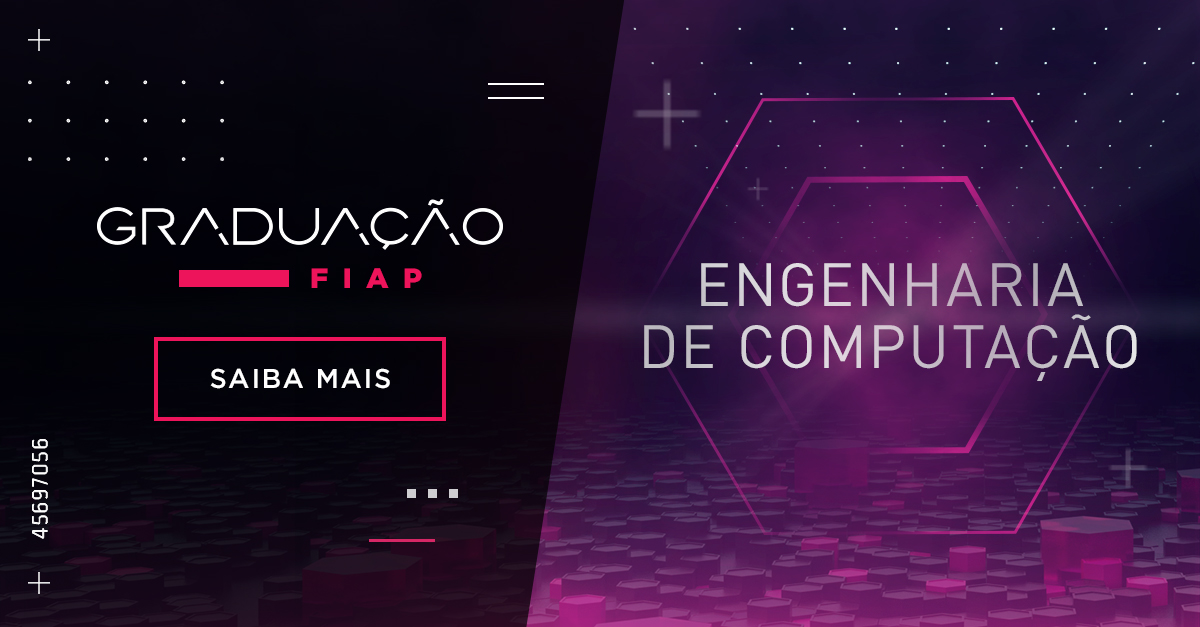 GRADUAÇÃO
FIAP
SAIBA MAIS
45697056
ENGENHARIA
DE COMPUTAÇÃO